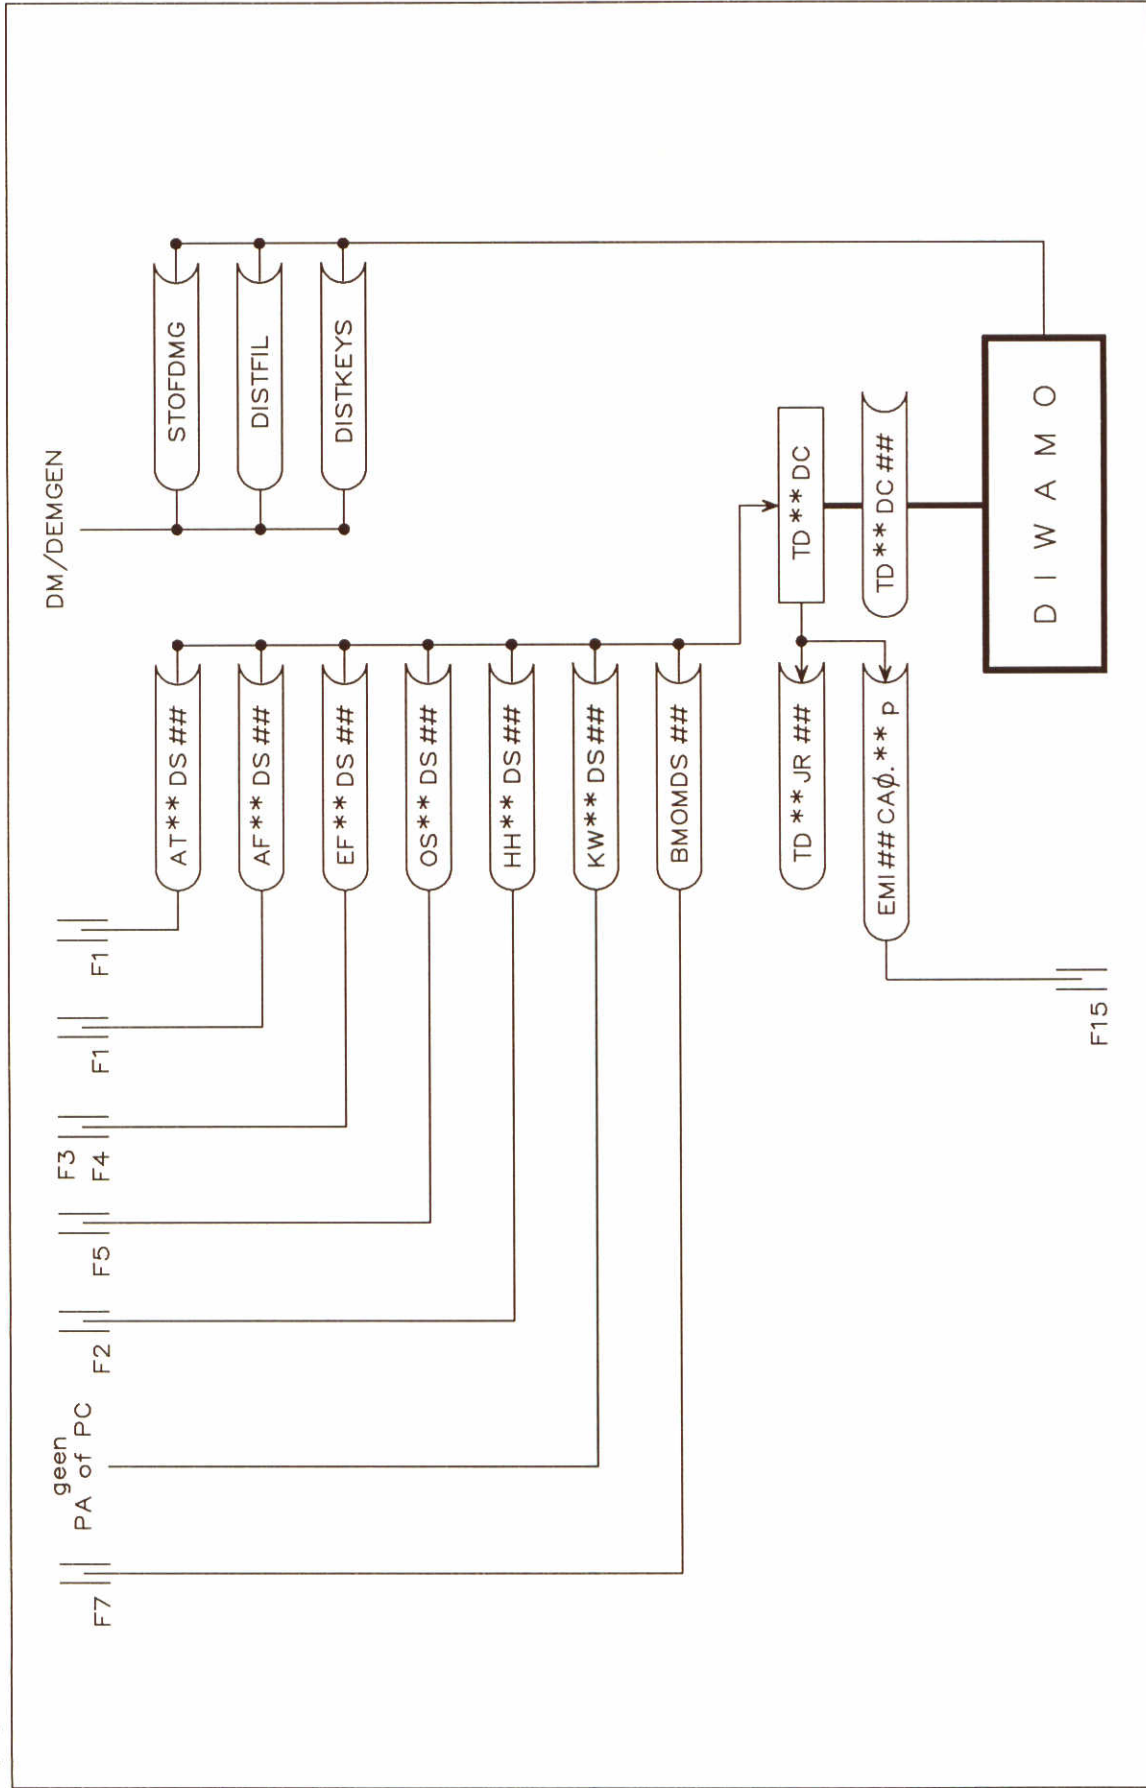 DM/DEMGEN
STOFDMG
DISTFIL
DISTKEYS
F1
F1
F3
F4
F5
F2
geen
PA of PC
F7
AT**DS##
AF**DS##
EF**DS##
OS**DS##
HH**DS##
KW**DS##
BMOMDS##
TD**DC
TD**DC##
TD**JR##
EMI##CAØ.**p
F15
DIWAMO